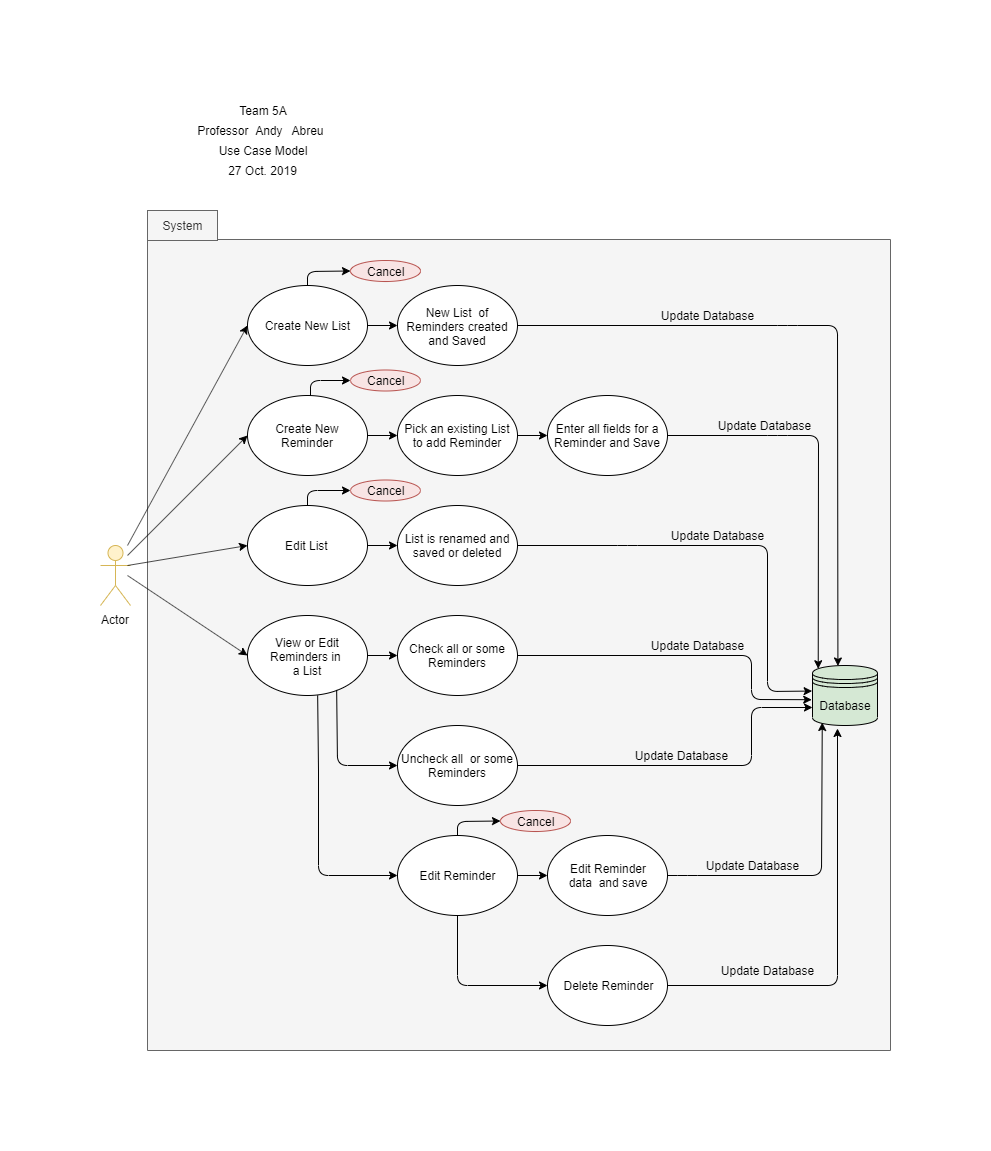 Team 5A
Professor Andy Abreu
Use Case Model
27 Oct. 2019
System
Cancel
Create New List
New List of
Reminders created
and Saved
Update Database
Cancel
Create New
Reminder
Pick an existing List
to add Reminder
Enter all fields for a
Reminder and Save
Update Database
Cancel
Edit List
List is renamed and
saved or deleted
Update Database
Actor
View or Edit
Reminders in
a List
Check all or some
Reminders
Update Database
Database
Uncheck all or some
Reminders
Update Database
Cancel
Edit Reminder
Edit Reminder
data and save
Update Database
Delete Reminder
Update Database